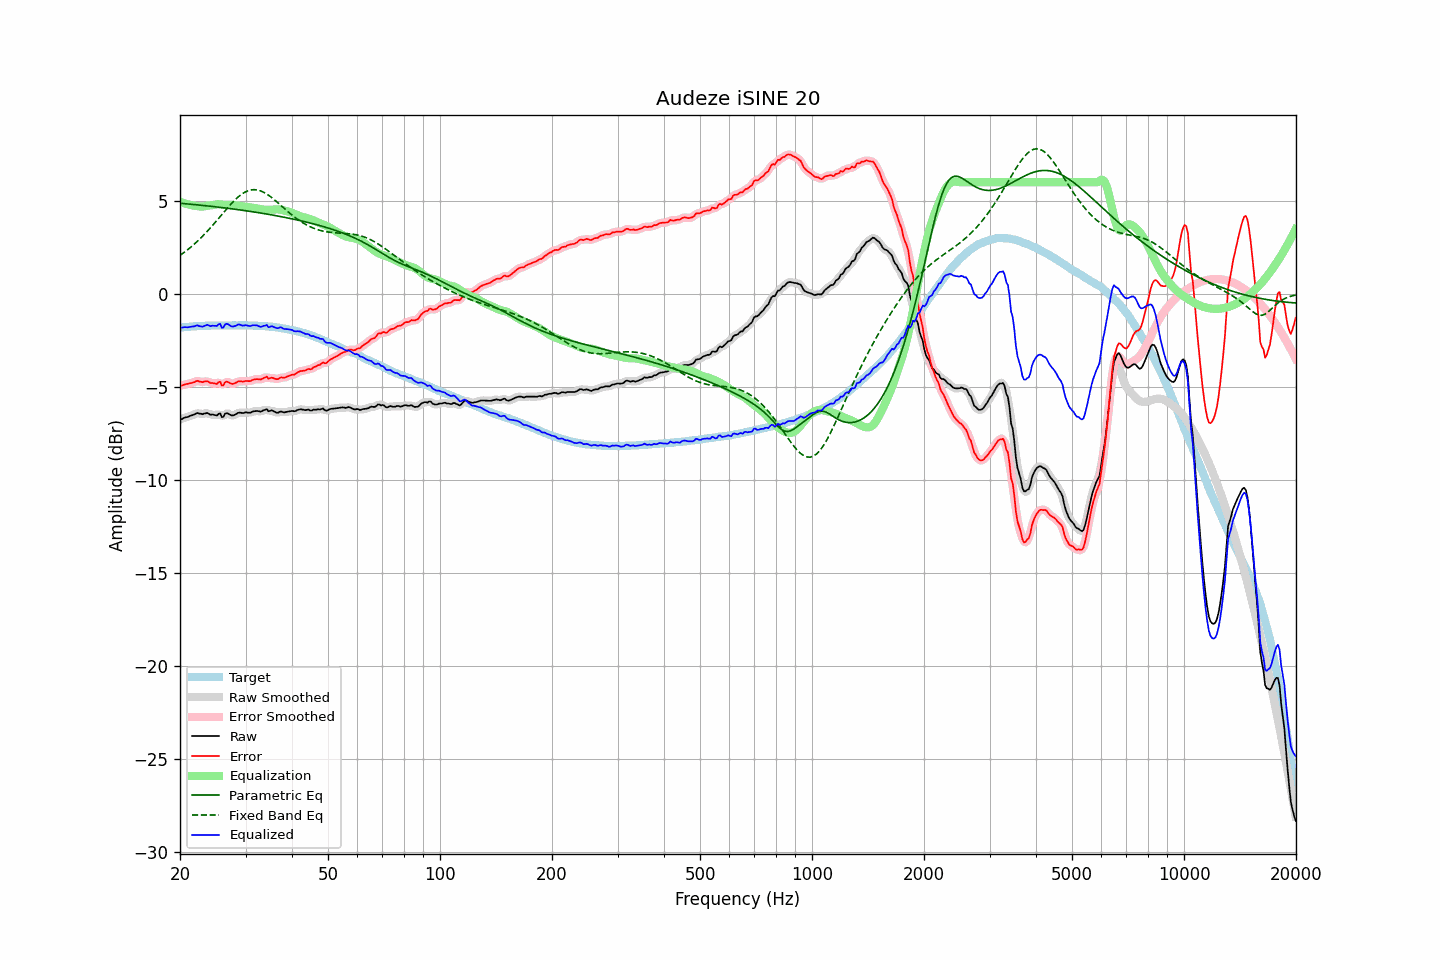 Audeze iSINE 20
Amplitude (dBr)
5
0
−5
−10
−15
−20
−25
−30
Target
Raw Smoothed
Error Smoothed
Raw
Error
Equalization
Parametric Eq
Fixed Band Eq
Equalized
20 50 100 200 500 1000 2000 5000 10000 20000
Frequency (Hz)